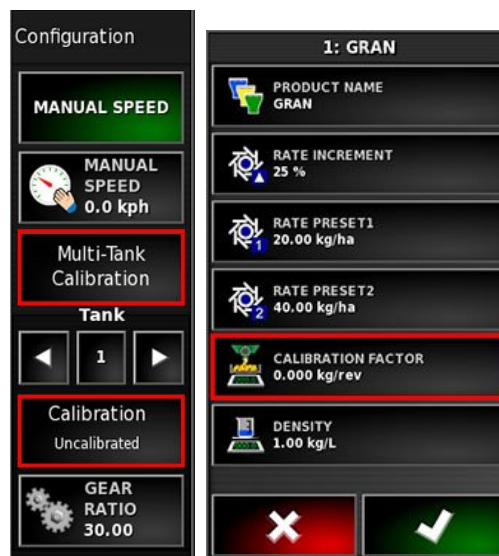 Configuration
MANUAL SPEED
MANUAL
SPEED
0.0 kph
Multi-Tank
Calibration
Tank
1
Calibration
Uncalibrated
GEAR
RATIO
30.00
1: GRAN
PRODUCT NAME
GRAN
RATE INCREMENT
25 %
RATE PRESET1
20.00 kg/ha
1
RATE PRESET2
40.00 kg/ha
2
CALIBRATION FACTOR
0.000 kg/rev
DENSITY
1.00 kg/L